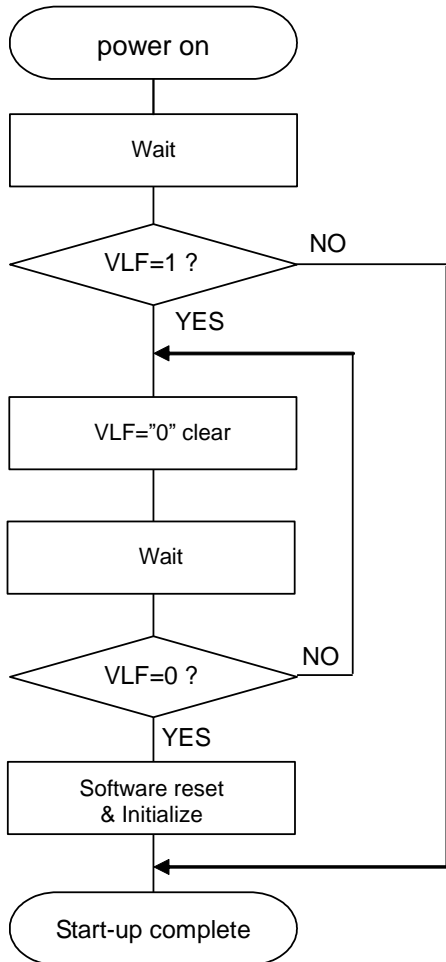 power on
Wait
VLF=1 ?
NO
YES
VLF=”0” clear
Wait
VLF=0 ?
NO
YES
Software reset
& Initialize
Start-up complete